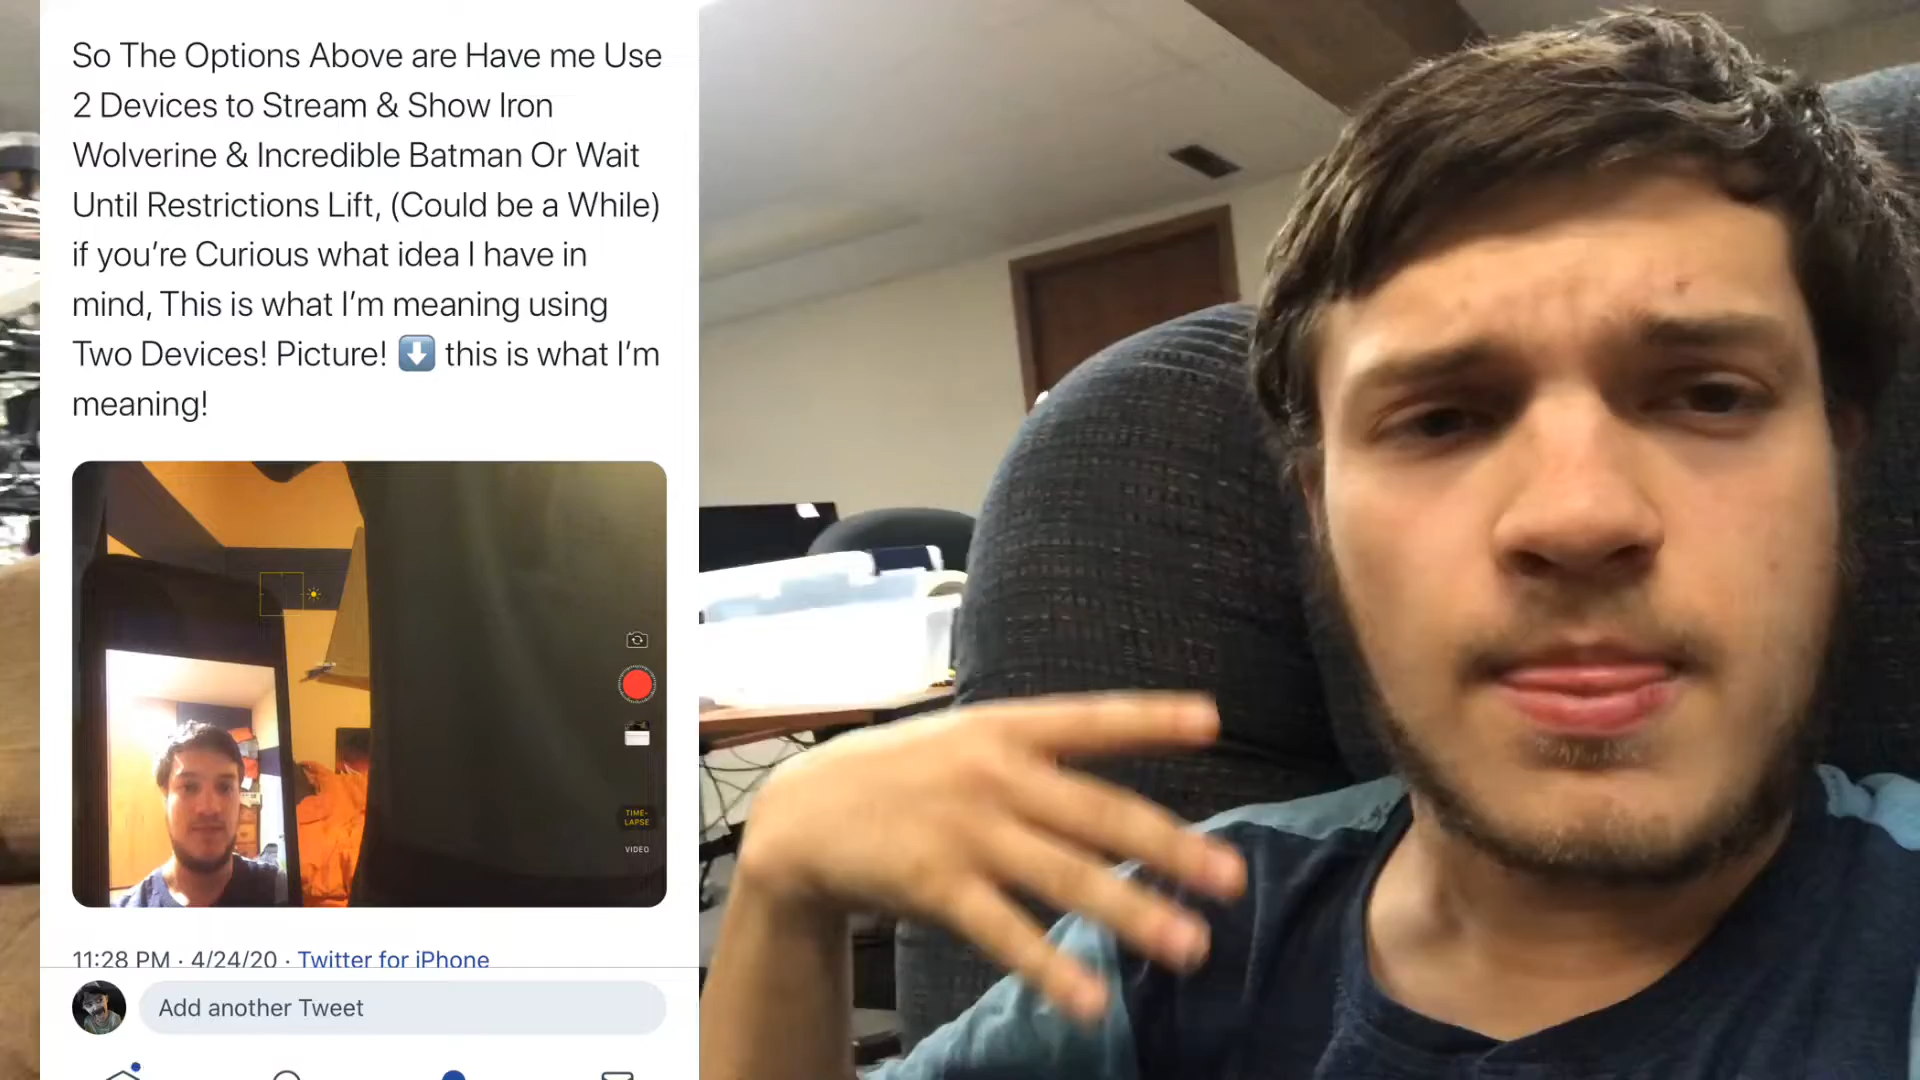 So The Options Above are Have me Use
2 Devices to Stream & Show Iron
Wolverine & Incredible Batman Or Wait
Until Restrictions Lift, (Could be a While)
if you’re Curious what idea I have in
mind, This is what I’m meaning using
Two Devices! Picture! ⬇️ this is what I’m
meaning!
TIME-
LAPSE
VIDEO
11:28 PM · 4/24/20 · Twitter for iPhone
Add another Tweet